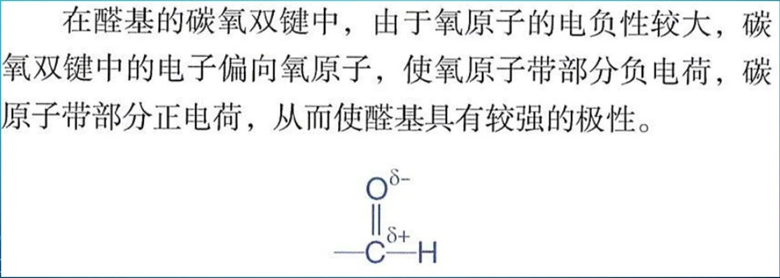 在醛基的碳氧双键中，由于氧原子的电负性较大，碳
氧双键中的电子偏向氧原子，使氧原子带部分负电荷，碳
原子带部分正电荷，从而使醛基具有较强的极性。
O δ−
δ+
C H